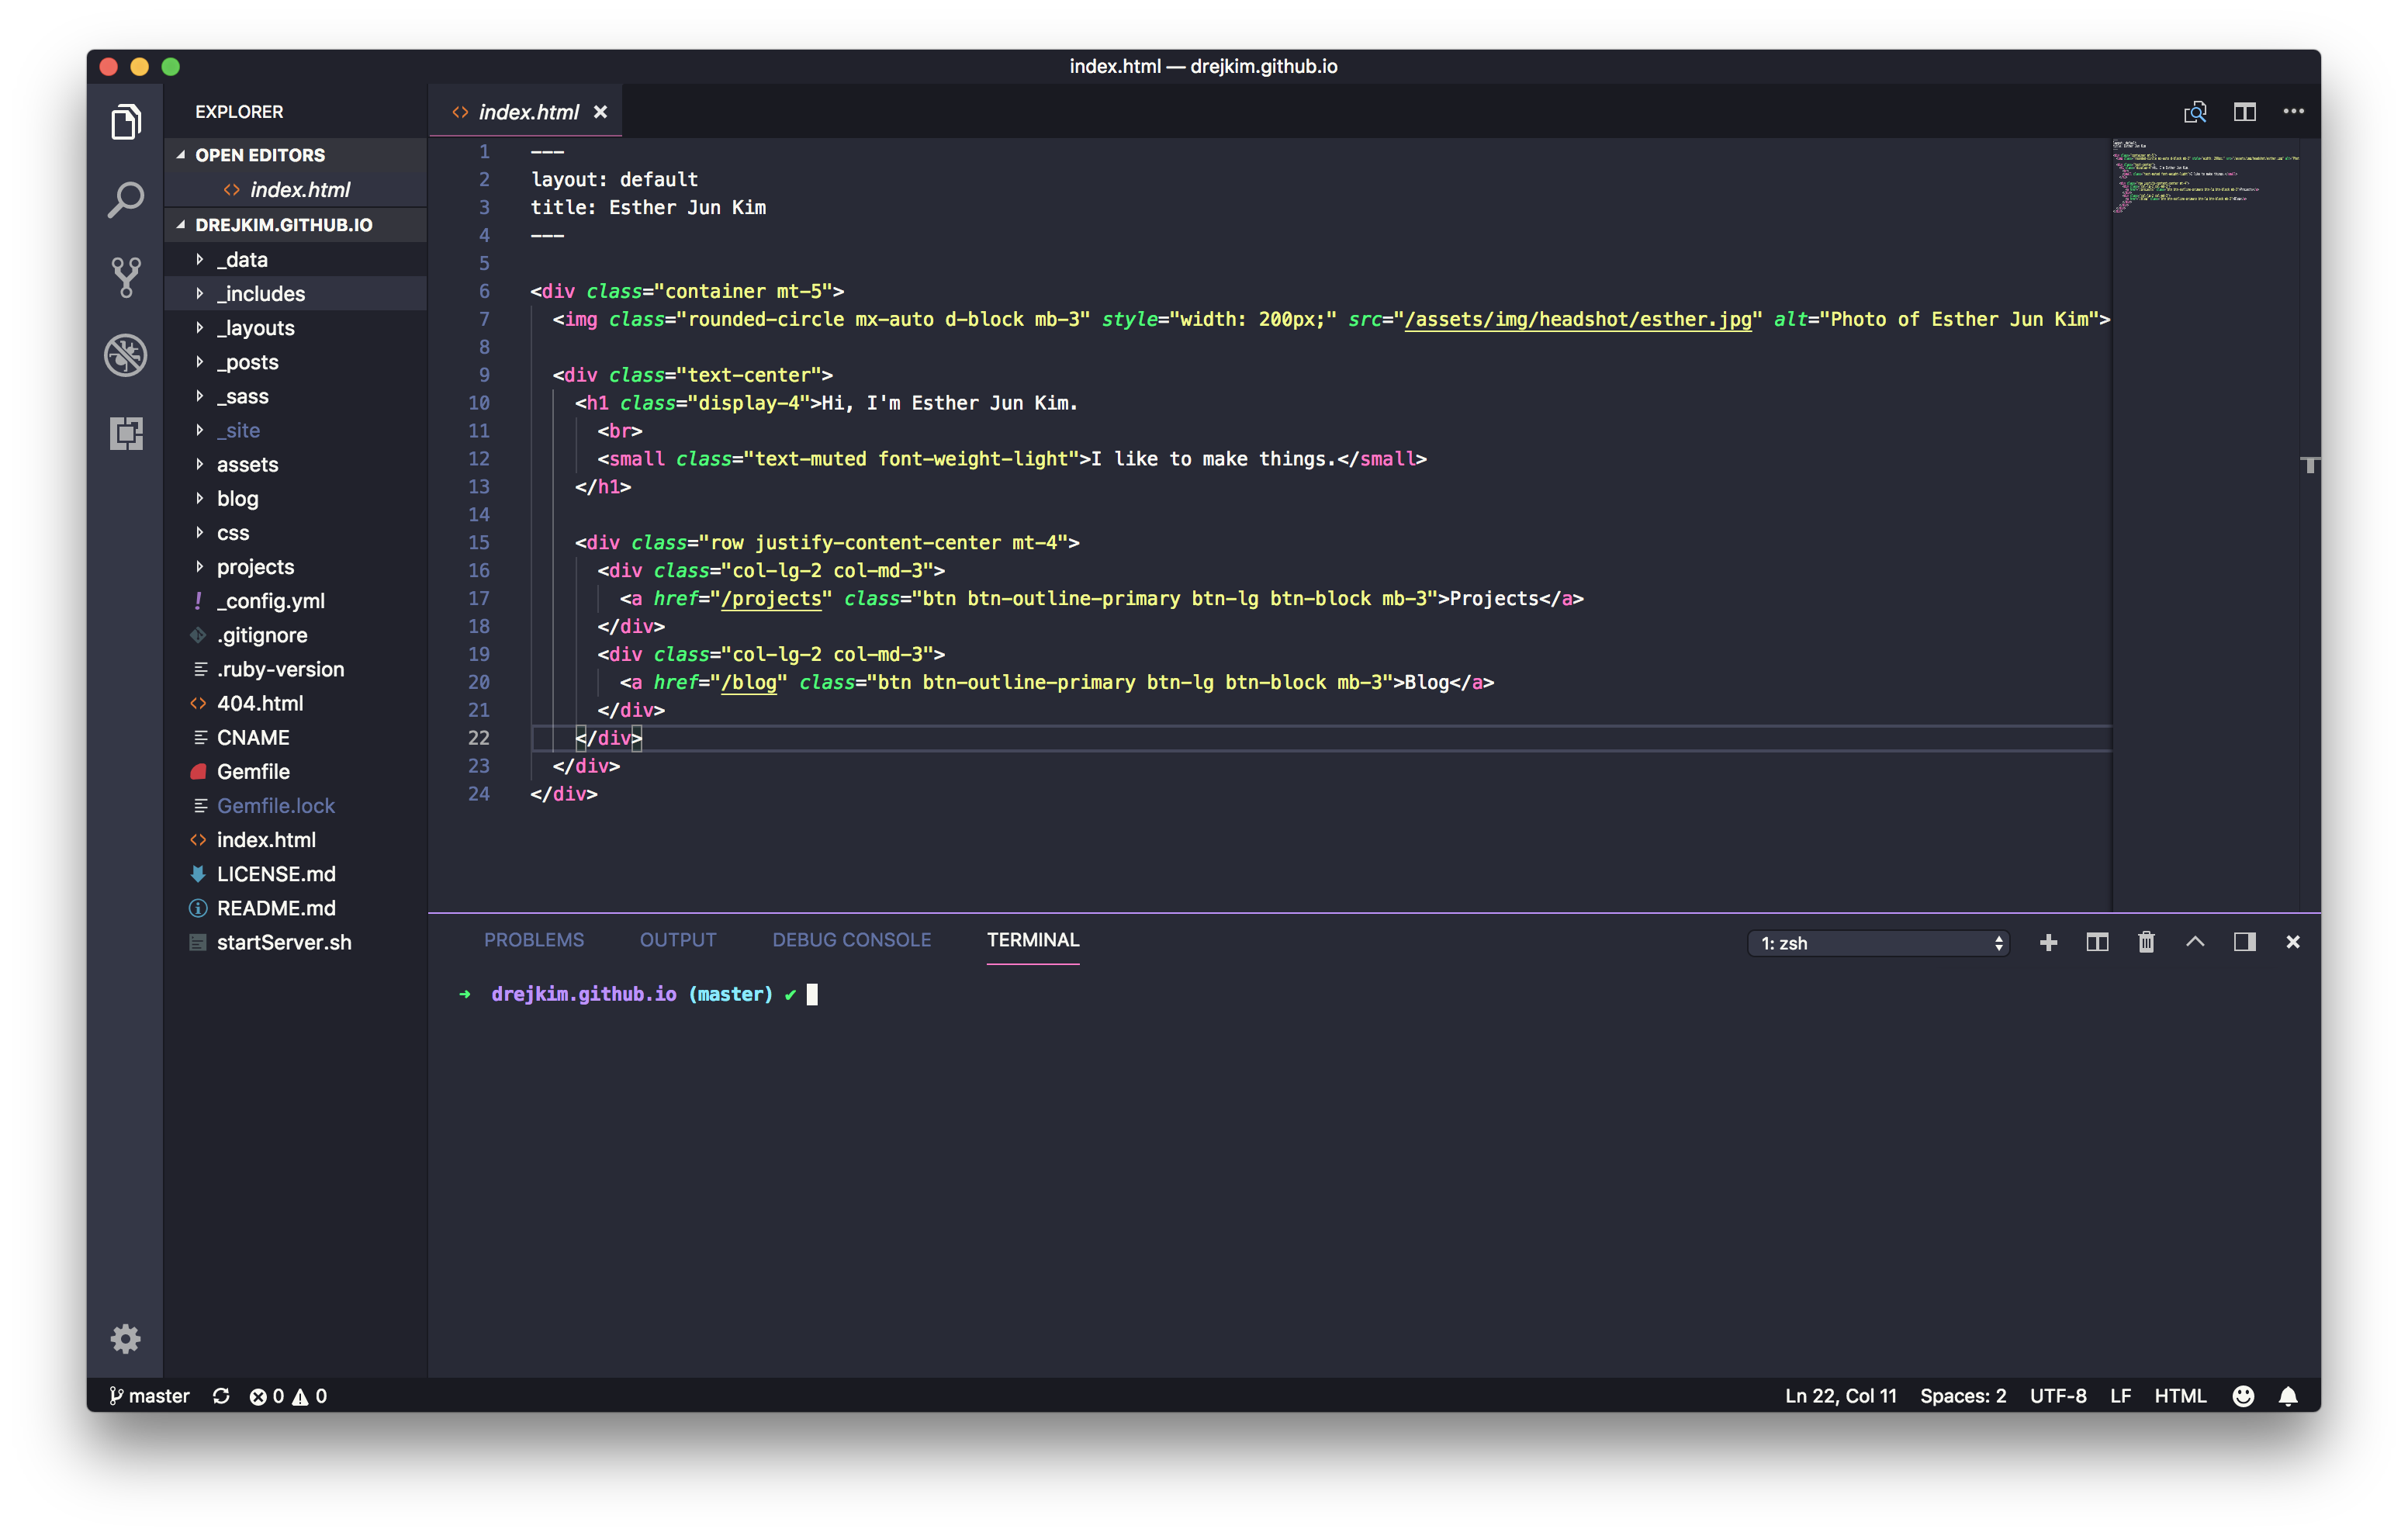 index.html — drejkim.github.io
EXPLORER
OPEN EDITORS
index.html
DREJKIM.GITHUB.IO
_data
_includes
_layouts
_posts
_sass
_site
assets
blog
css
projects
_config.yml
.gitignore
.ruby-version
404.html
CNAME
Gemfile
Gemfile.lock
index.html
LICENSE.md
README.md
startServer.sh
index.html
1 ---
2 layout: default
3 title: Esther Jun Kim
4 ---
5
6 <div class="container mt-5">
7 <img class="rounded-circle mx-auto d-block mb-3" style="width: 200px;" src="/assets/img/headshot/esther.jpg" alt="Photo of Esther Jun Kim">
8
9 <div class="text-center">
10 <h1 class="display-4">Hi, I'm Esther Jun Kim.
11 <br>
12 <small class="text-muted font-weight-light">I like to make things.</small>
13 </h1>
14
15 <div class="row justify-content-center mt-4">
16 <div class="col-lg-2 col-md-3">
17 <a href="/projects" class="btn btn-outline-primary btn-lg btn-block mb-3">Projects</a>
18 </div>
19 <div class="col-lg-2 col-md-3">
20 <a href="/blog" class="btn btn-outline-primary btn-lg btn-block mb-3">Blog</a>
21 </div>
22 </div>
23 </div>
24 </div>
PROBLEMS OUTPUT DEBUG CONSOLE TERMINAL 1: zsh
➜ drejkim.github.io (master) ✔
master 0 0 Ln 22, Col 11 Spaces: 2 UTF-8 LF HTML